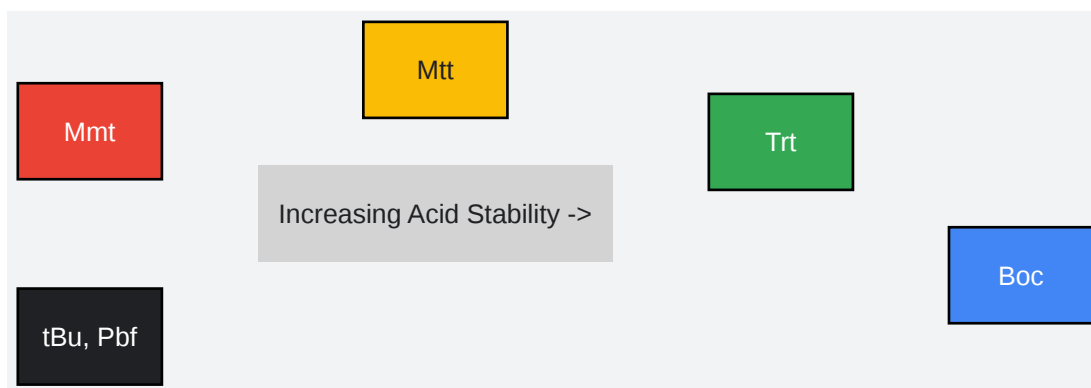 Mtt
Mmt
Trt
Increasing Acid Stability ->
Boc
tBu, Pbf